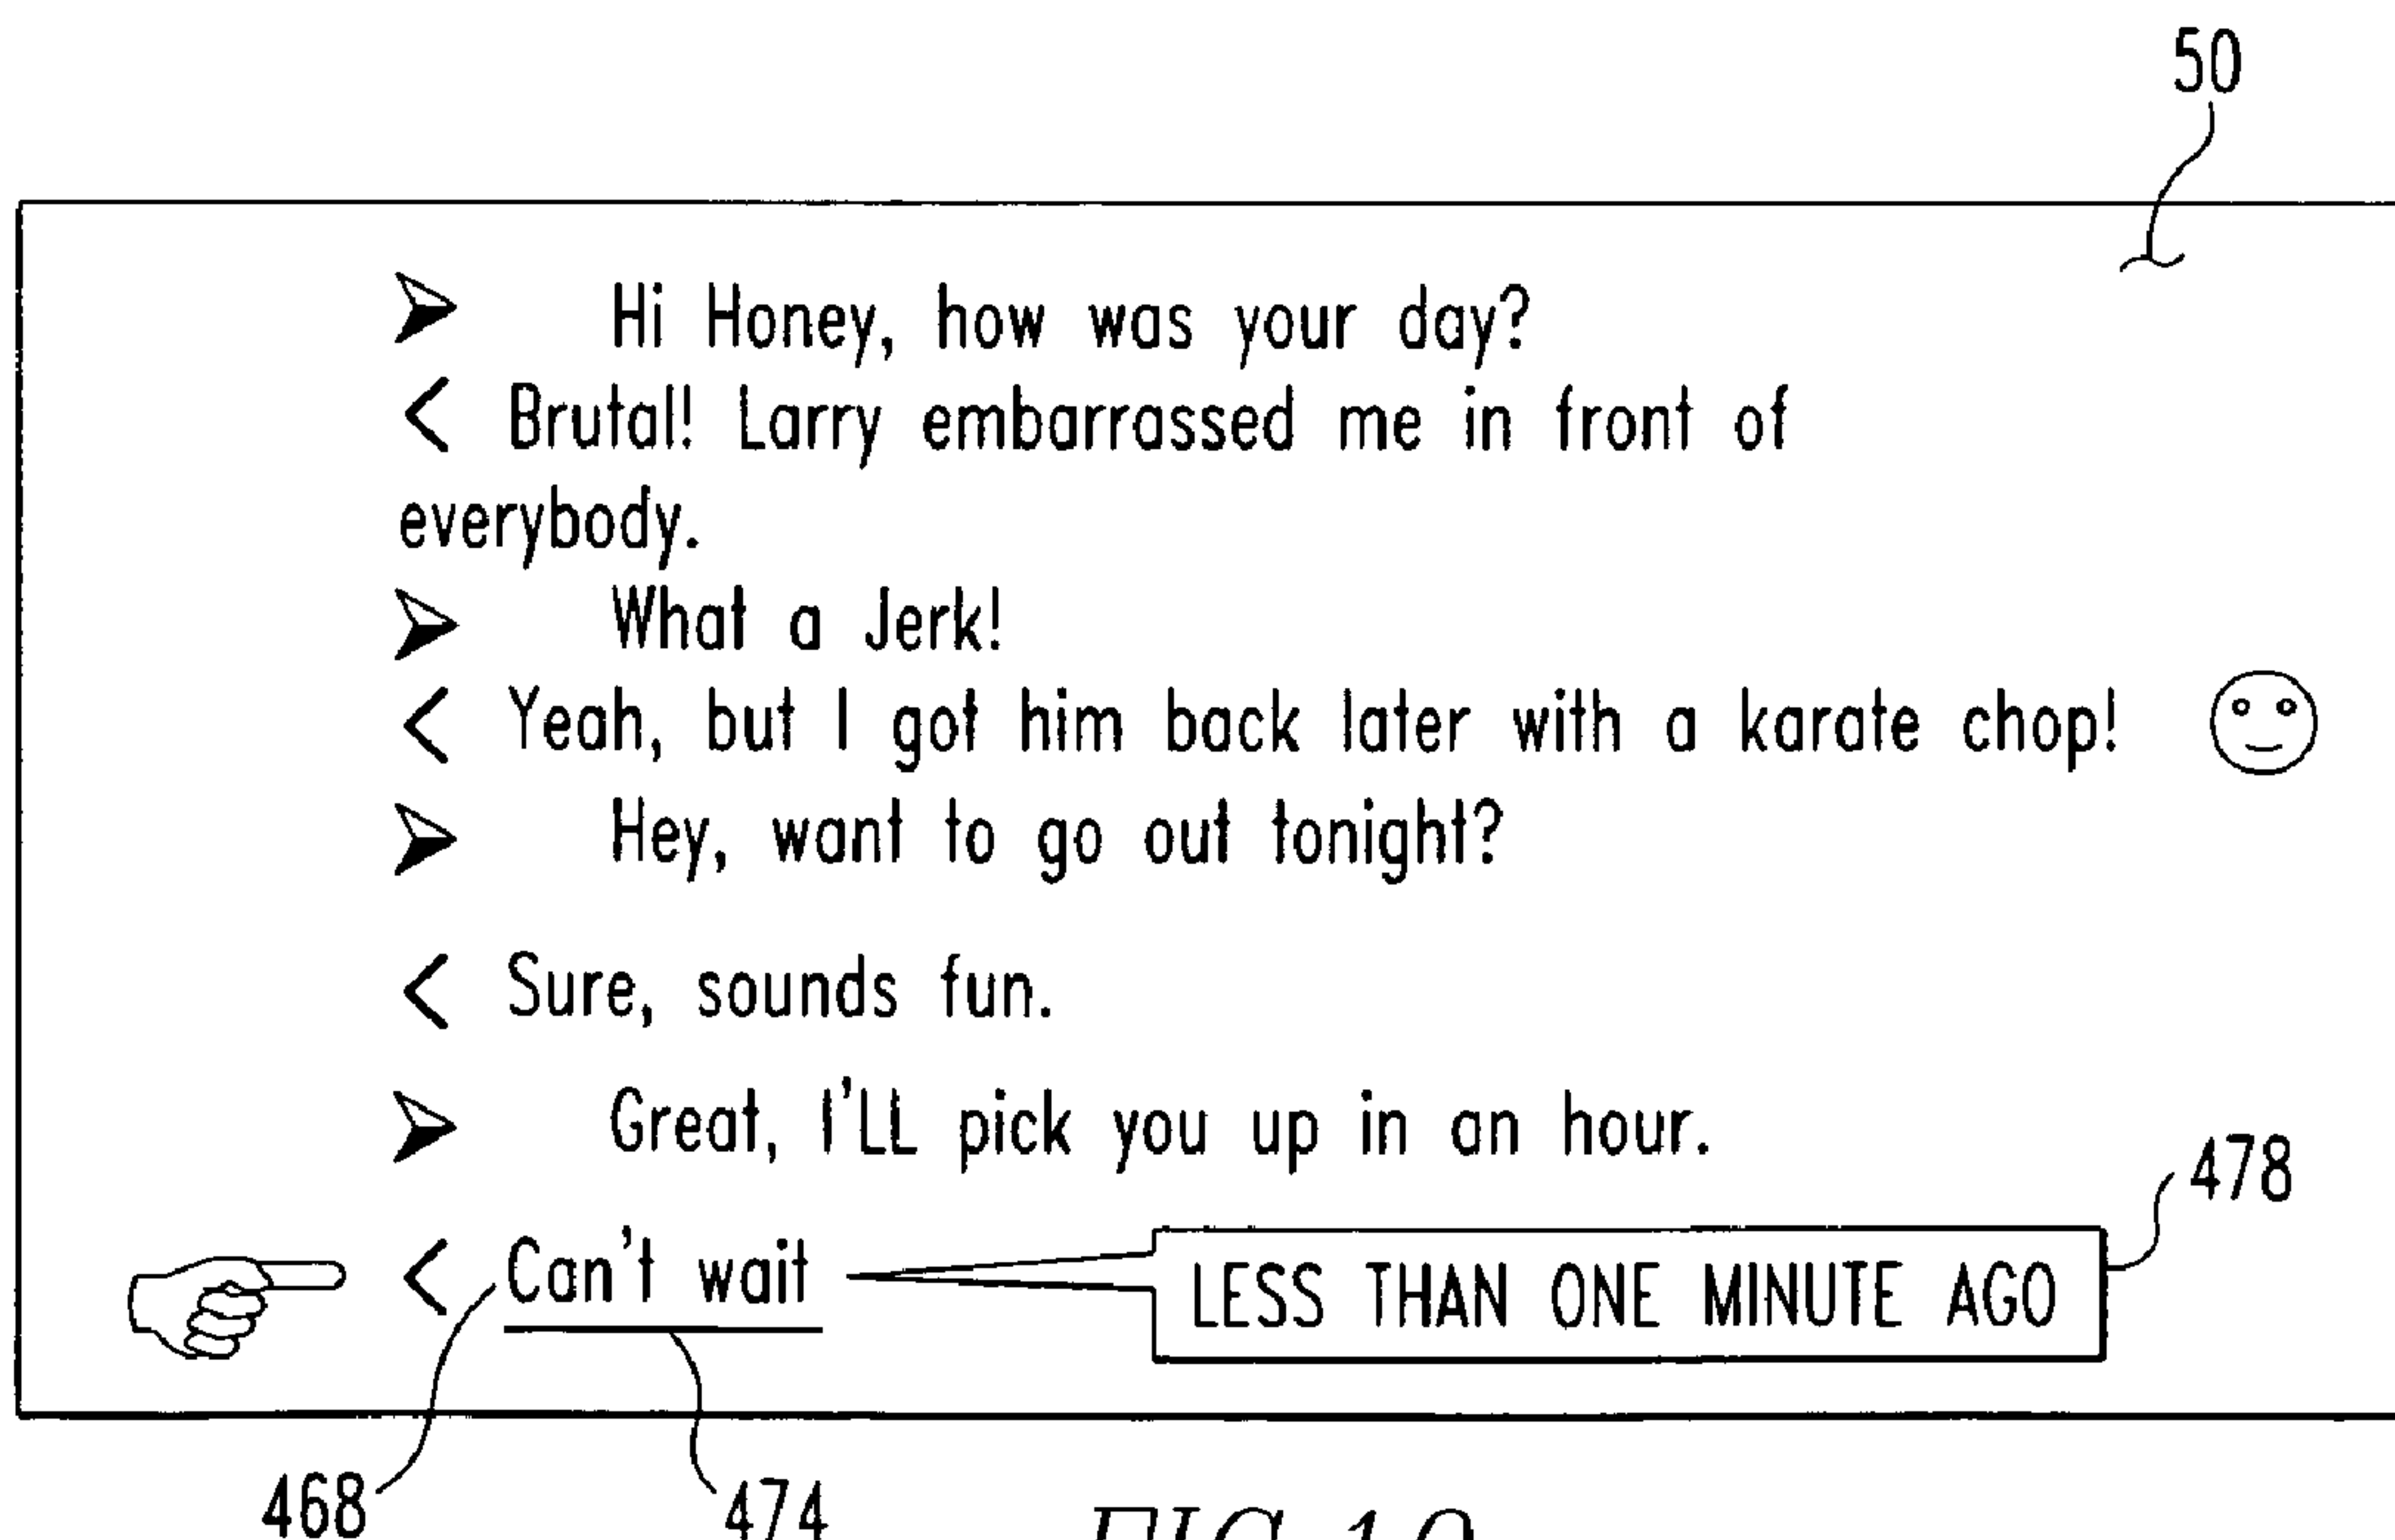 50
➢ Hi Honey, how was your day?
< Brutal! Larry embarrassed me in front of
everybody.
➢ What a Jerk!
< Yeah, but I got him back later with a karate chop!
➢ Hey, want to go out tonight?
< Sure, sounds fun.
➢ Great, I'LL pick you up in an hour.
478
< Can't wait LESS THAN ONE MINUTE AGO
468 474
FIG.